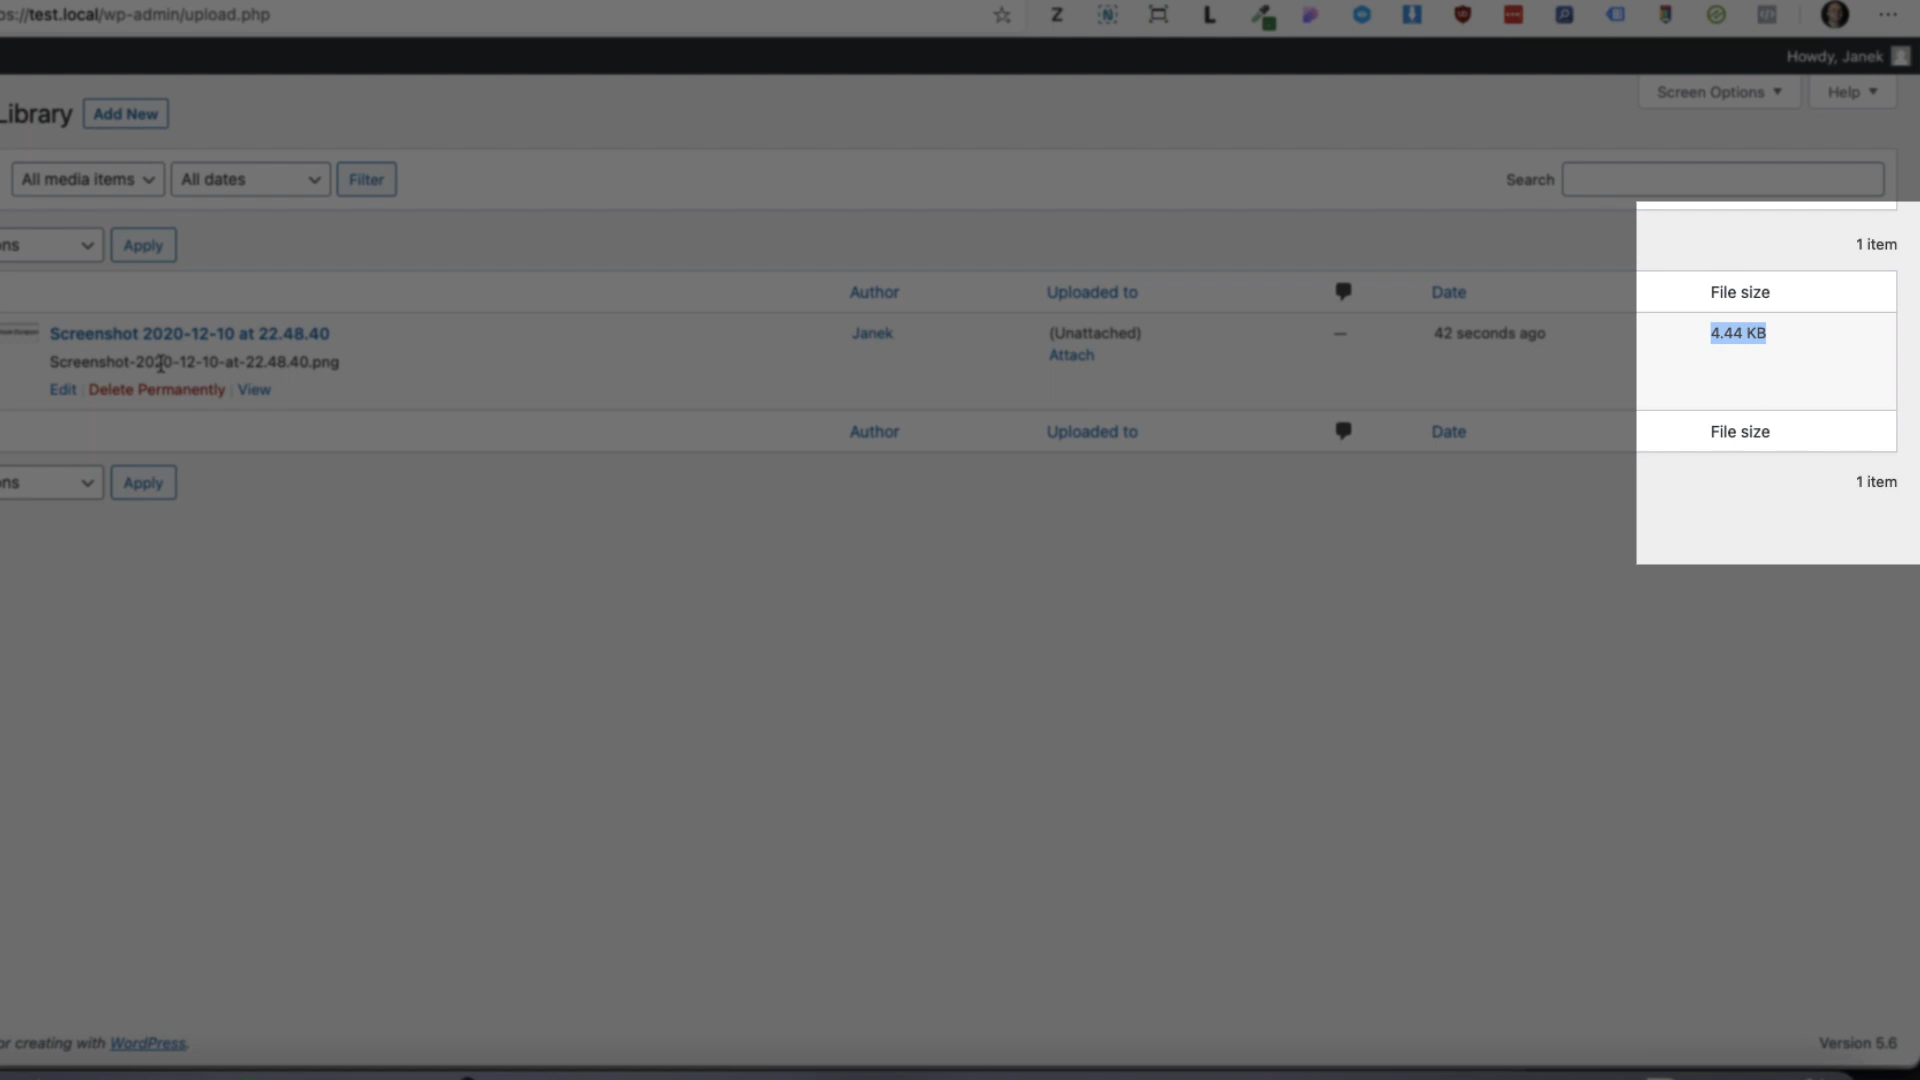 ps://test.local/wp-admin/upload.php
Z N L
Howdy, Janek
Library Add New Screen Options Help
All media items All dates Filter Search
ns Apply 1 item
Author Uploaded to Date File size
Screenshot 2020-12-10 at 22.48.40 Janek (Unattached) — 42 seconds ago 4.44 KB
Screenshot-2020-12-10-at-22.48.40.png Attach
Edit | Delete Permanently | View
Author Uploaded to Date File size
ns Apply 1 item
or creating with WordPress. Version 5.6